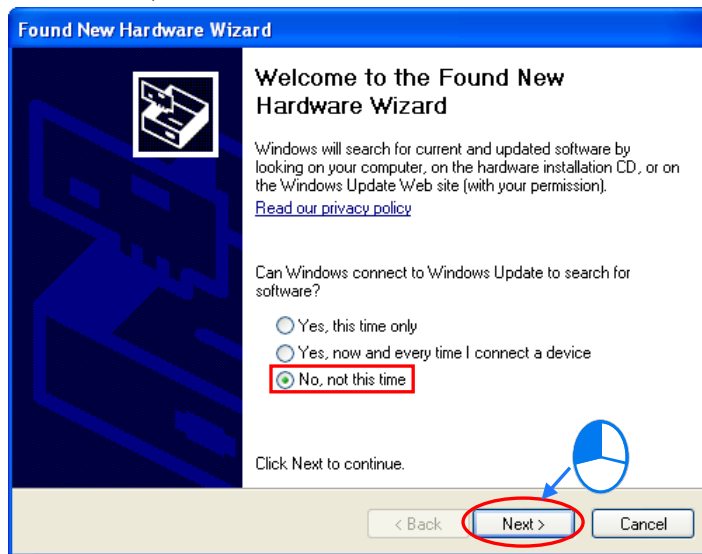 Found New Hardware Wizard
Welcome to the Found New
Hardware Wizard
Windows will search for current and updated software by
looking on your computer, on the hardware installation CD, or on
the Windows Update Web site (with your permission).
Read our privacy policy
Can Windows connect to Windows Update to search for
software?
Yes, this time only
Yes, now and every time I connect a device
No, not this time
Click Next to continue.
< Back Next > Cancel